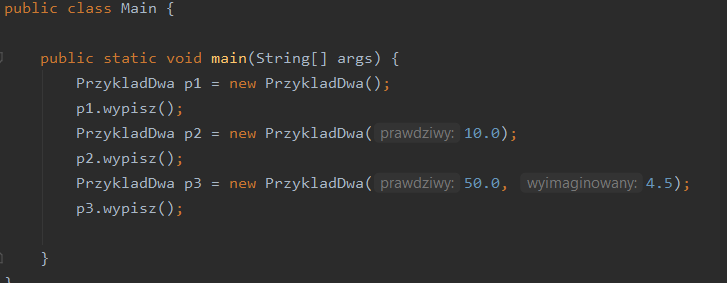 public class Main {
public static void main(String[] args) {
PrzykladDwa p1 = new PrzykladDwa();
p1.wypisz();
PrzykladDwa p2 = new PrzykladDwa( prawdziwy: 10.0);
p2.wypisz();
PrzykladDwa p3 = new PrzykladDwa( prawdziwy: 50.0, wyimaginowany: 4.5);
p3.wypisz();
}
}